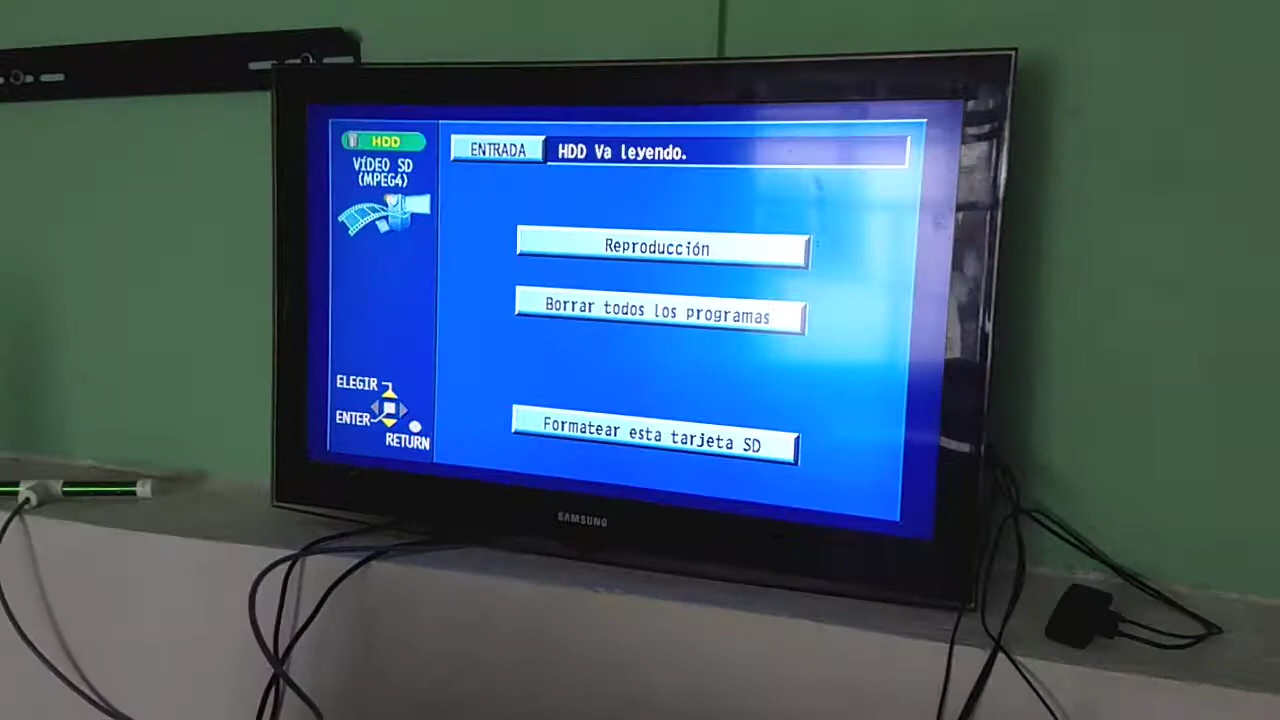 HDD
VÍDEO SD
(MPEG4)
ENTRADA
HDD Va leyendo.
Reproducción
Borrar todos los programas
Formatear esta tarjeta SD
ELEGIR
ENTER
RETURN
SAMSUNG